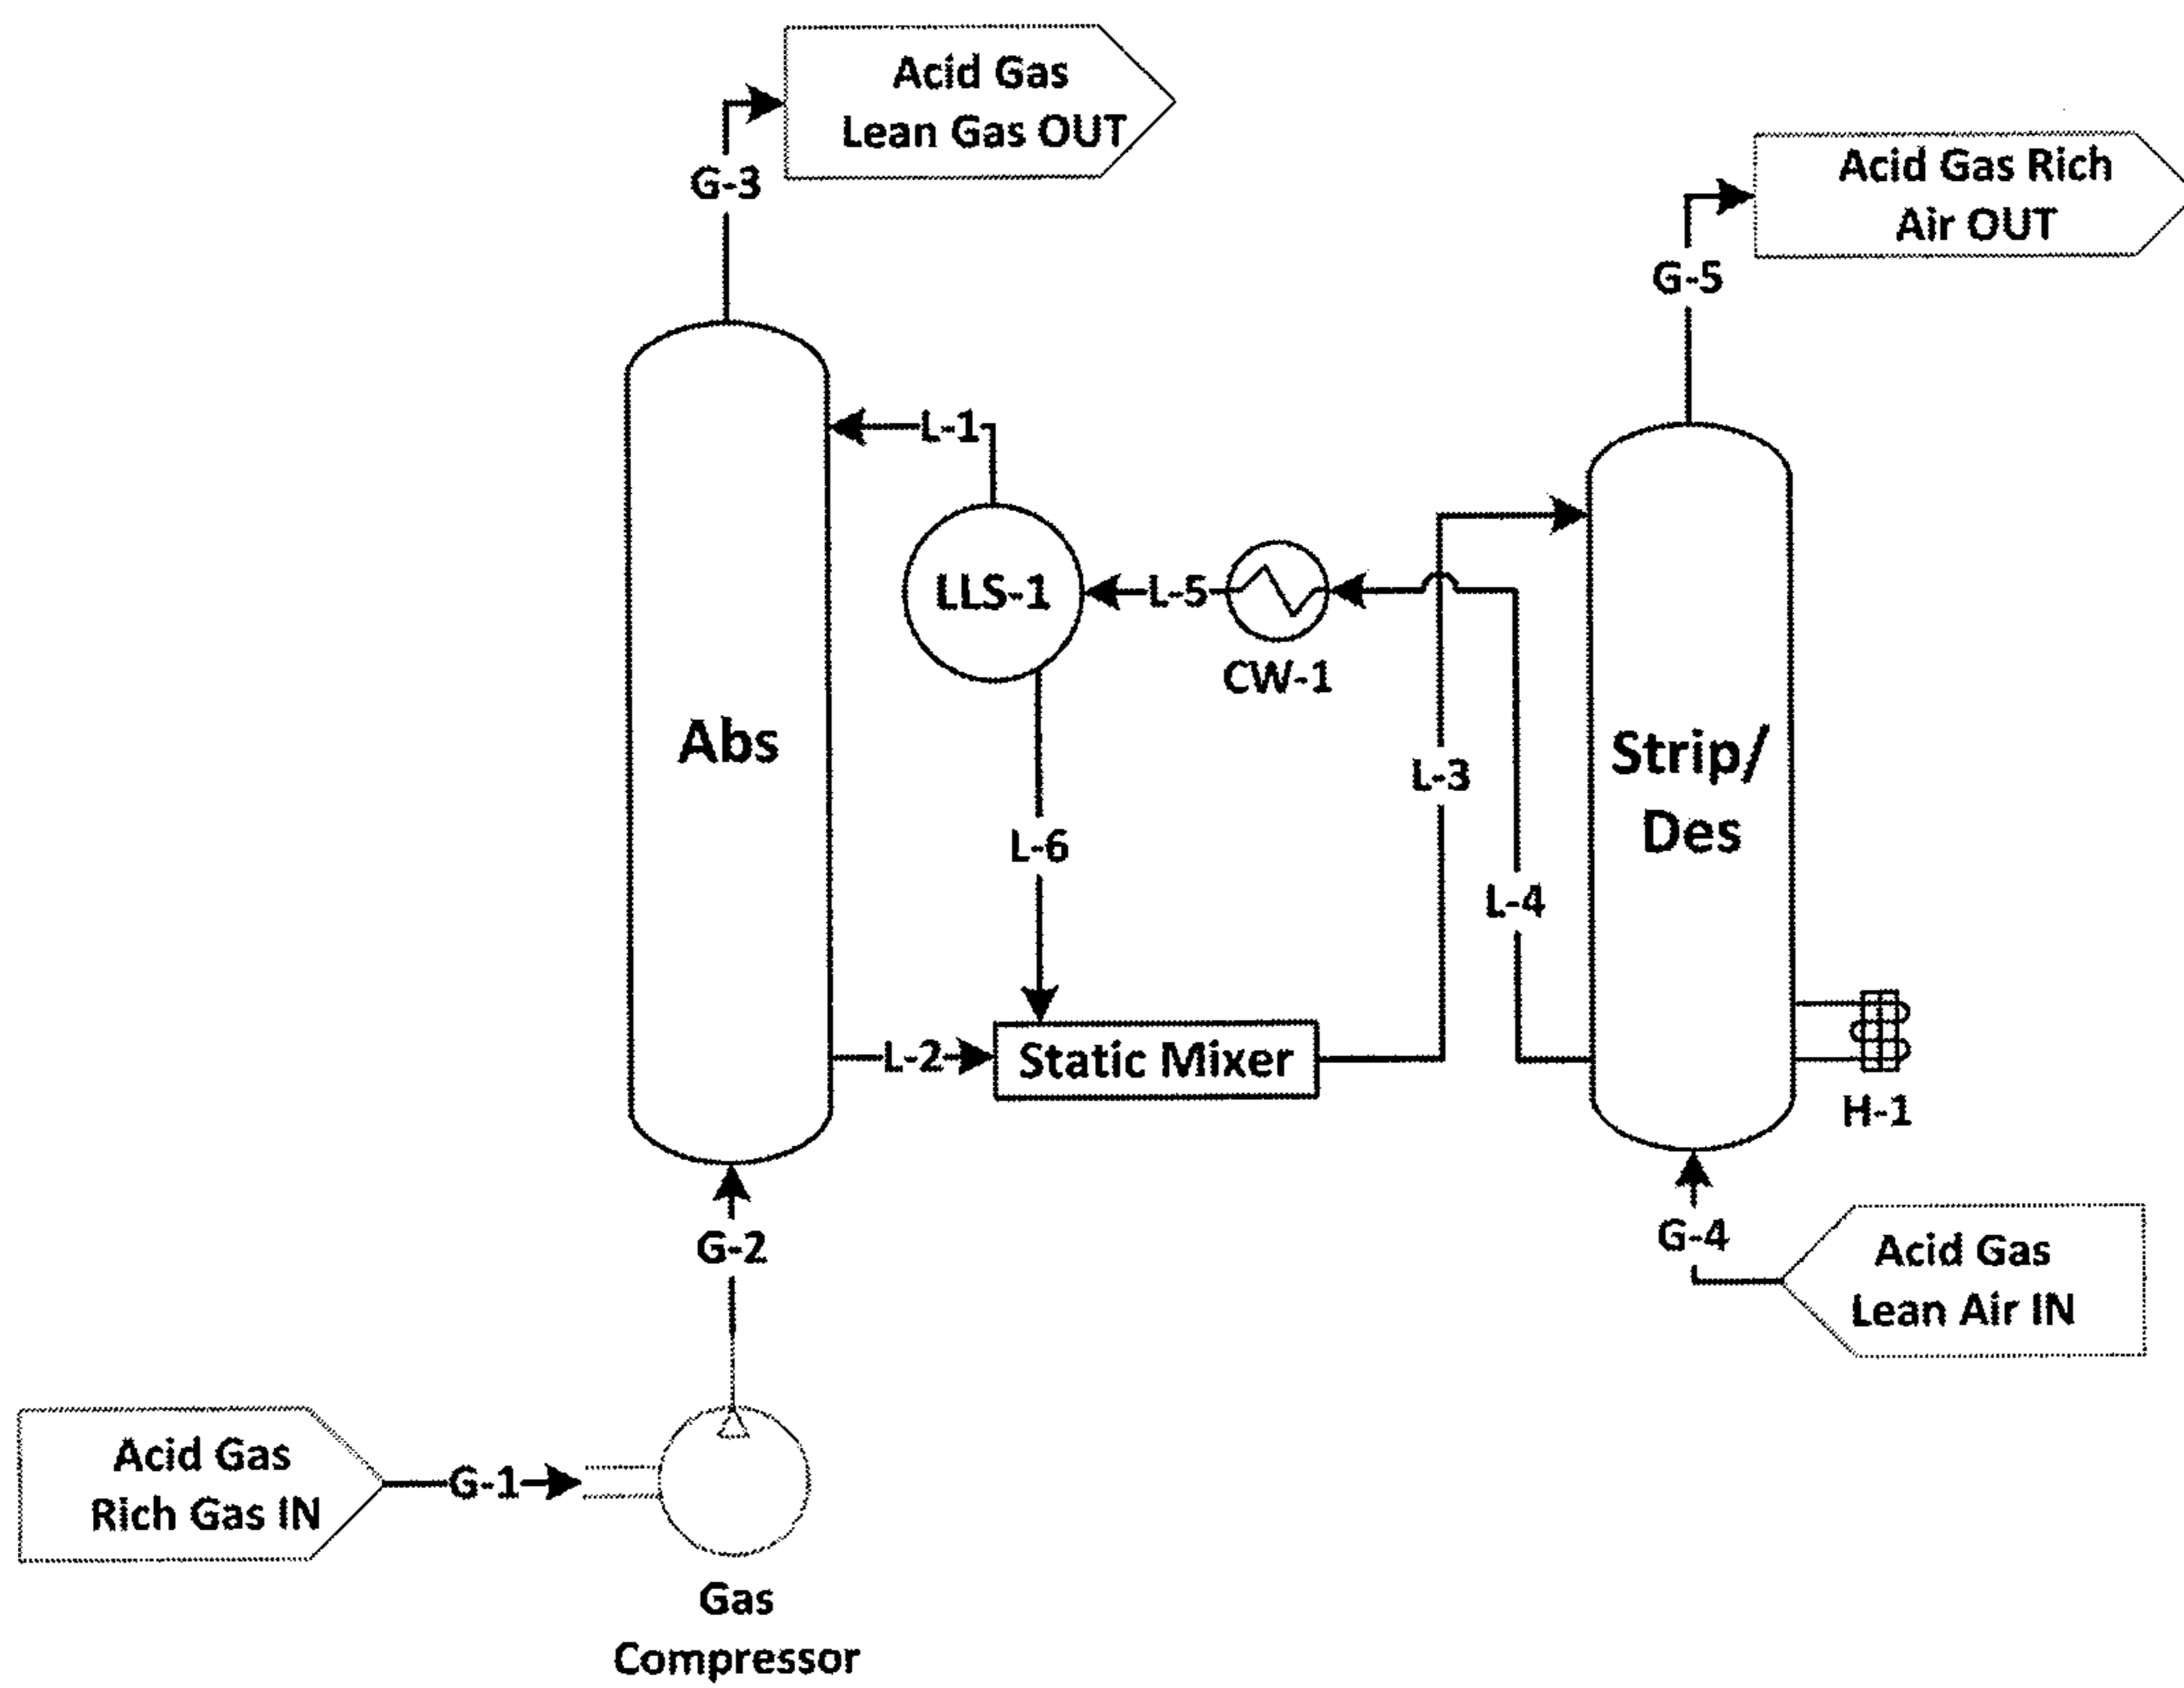 Acid Gas
Lean Gas OUT
G-3
Acid Gas Rich
Air OUT
G-5
L-1
LLS-1
L-5
CW-1
Abs
Strip/
Des
L-3
L-6
L-4
L-2
Static Mixer
H-1
G-2
G-4
Acid Gas
Lean Air IN
Acid Gas
Rich Gas IN
G-1
Gas
Compressor